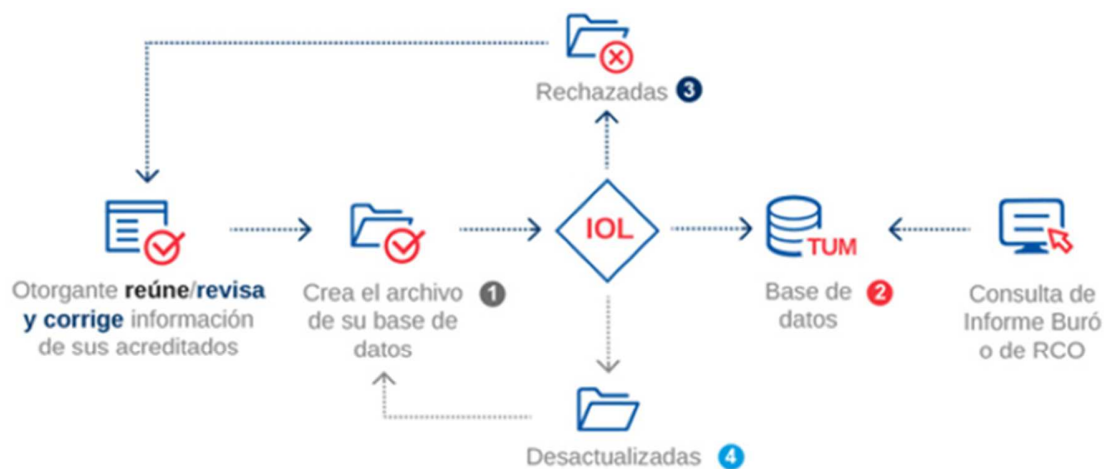 Rechazadas 3
IOL
TUM
Otorgante reúne/revisa
y corrige información
de sus acreditados
Crea el archivo 1
de su base de
datos
Base de 2
datos
Consulta de
Informe Buró
o de RCO
Desactualizadas 4